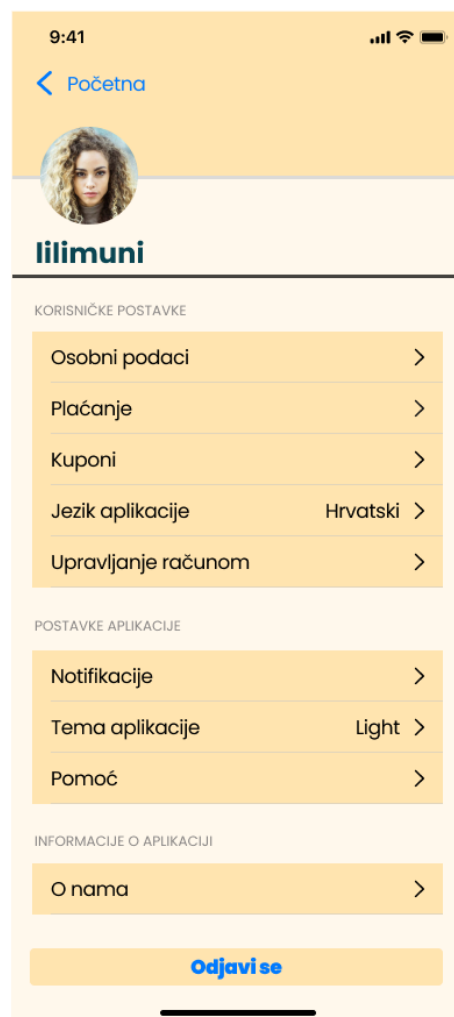 9:41
Početna
lilimuni
KORISNIČKE POSTAVKE
Osobni podaci
Plaćanje
Kuponi
Jezik aplikacije Hrvatski
Upravljanje računom
POSTAVKE APLIKACIJE
Notifikacije
Tema aplikacije Light
Pomoć
INFORMACIJE O APLIKACIJI
O nama
Odjavi se